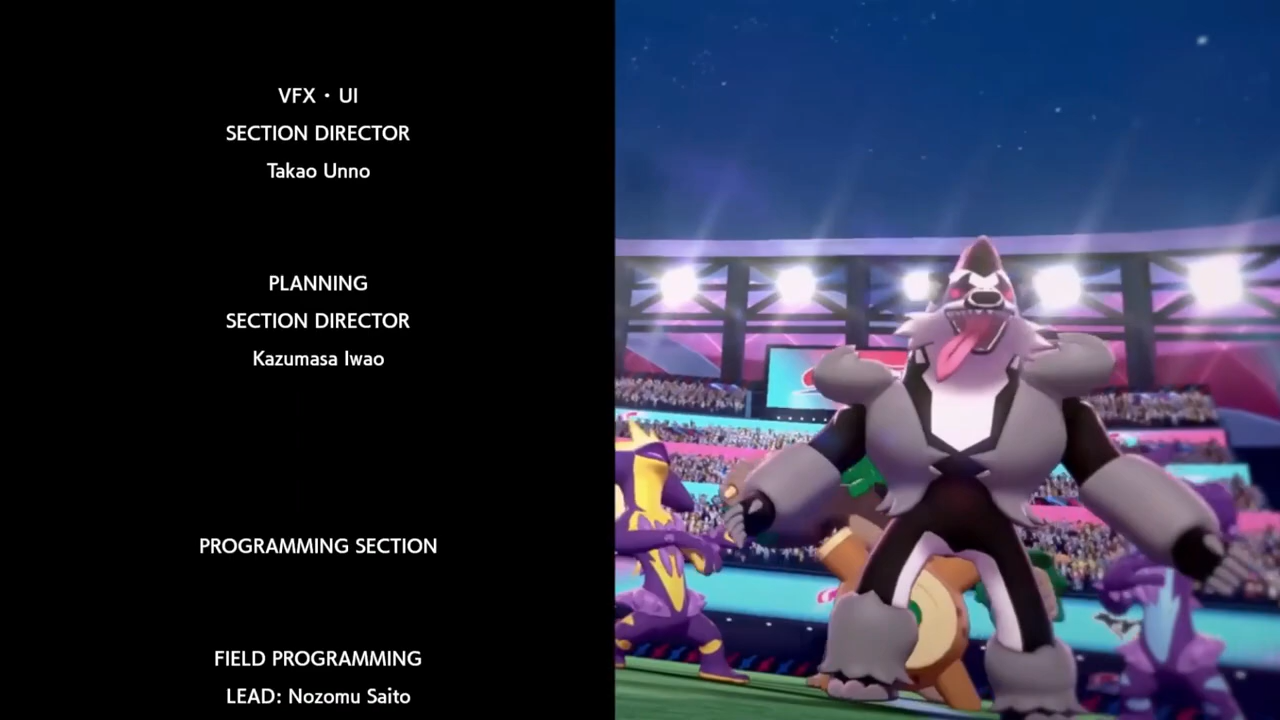 VFX・UI
SECTION DIRECTOR
Takao Unno
PLANNING
SECTION DIRECTOR
Kazumasa Iwao
PROGRAMMING SECTION
FIELD PROGRAMMING
LEAD: Nozomu Saito